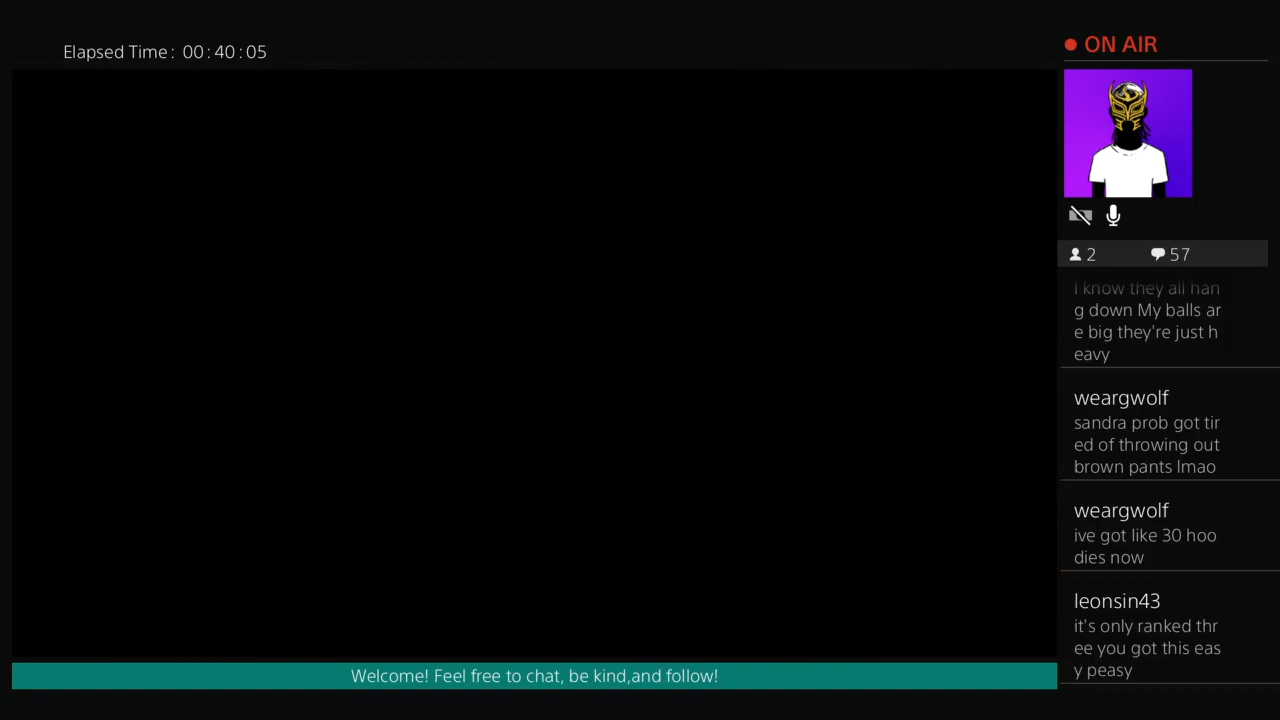 Elapsed Time: 00:40:05
ON AIR
2 57
I know they all han
g down My balls ar
e big they're just h
eavy
weargwolf
sandra prob got tir
ed of throwing out
brown pants lmao
weargwolf
ive got like 30 hoo
dies now
leonsin43
it's only ranked thr
ee you got this eas
y peasy
Welcome! Feel free to chat, be kind,and follow!